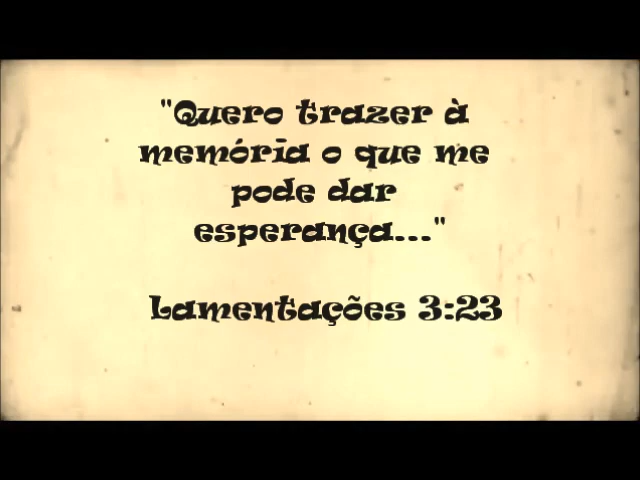 "Quero trazer à
memória o que me
pode dar
esperança..."
Lamentações 3:23